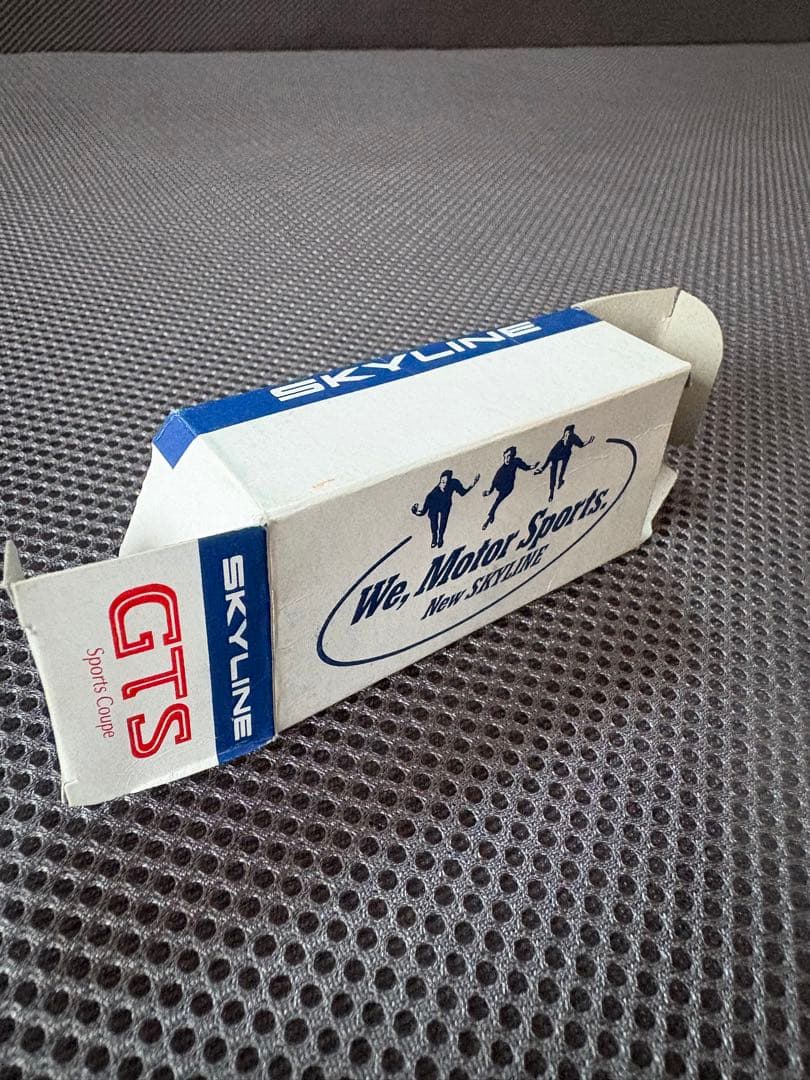 SKYLINE
We, Motor Sports.
New SKYLINE
SKYLINE
GTS
Sports Coupe